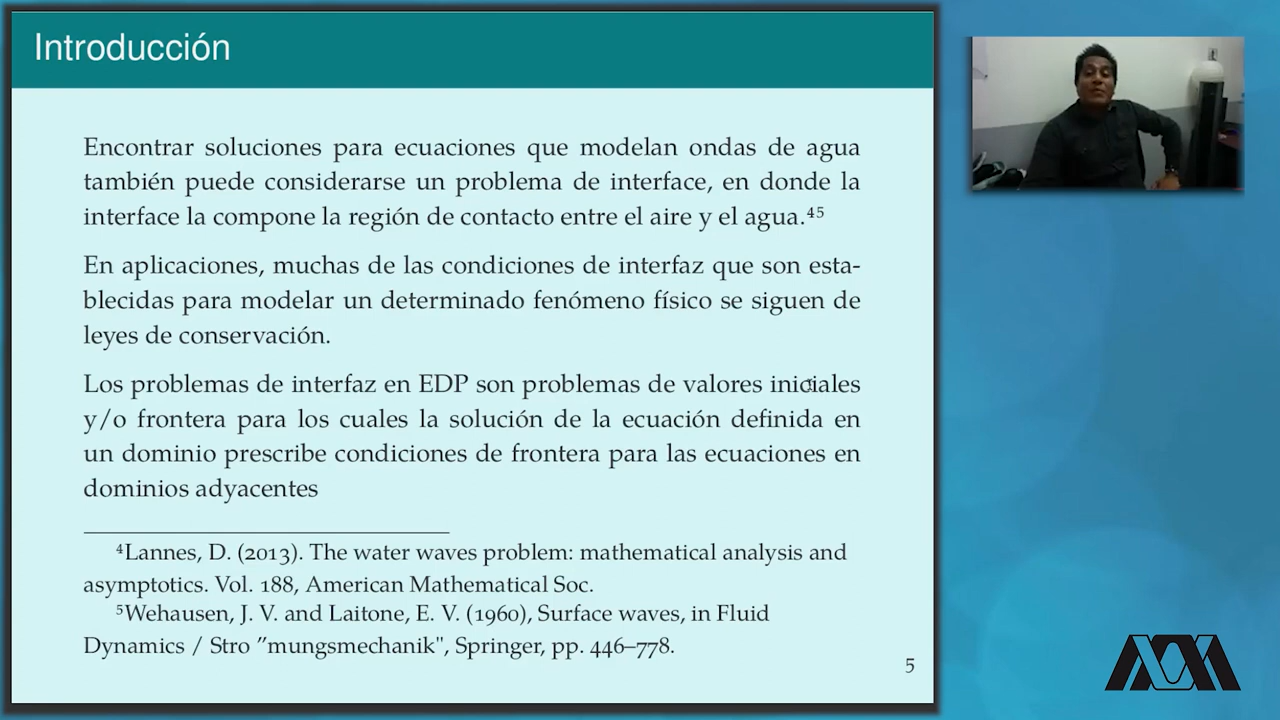 Introducción
Encontrar soluciones para ecuaciones que modelan ondas de agua
también puede considerarse un problema de interface, en donde la
interface la compone la región de contacto entre el aire y el agua.⁴⁵
En aplicaciones, muchas de las condiciones de interfaz que son esta-
blecidas para modelar un determinado fenómeno físico se siguen de
leyes de conservación.
Los problemas de interfaz en EDP son problemas de valores iniciales
y/o frontera para los cuales la solución de la ecuación definida en
un dominio prescribe condiciones de frontera para las ecuaciones en
dominios adyacentes
⁴Lannes, D. (2013). The water waves problem: mathematical analysis and
asymptotics. Vol. 188, American Mathematical Soc.
⁵Wehausen, J. V. and Laitone, E. V. (1960), Surface waves, in Fluid
Dynamics / Stro ”mungsmechanik", Springer, pp. 446–778.
5